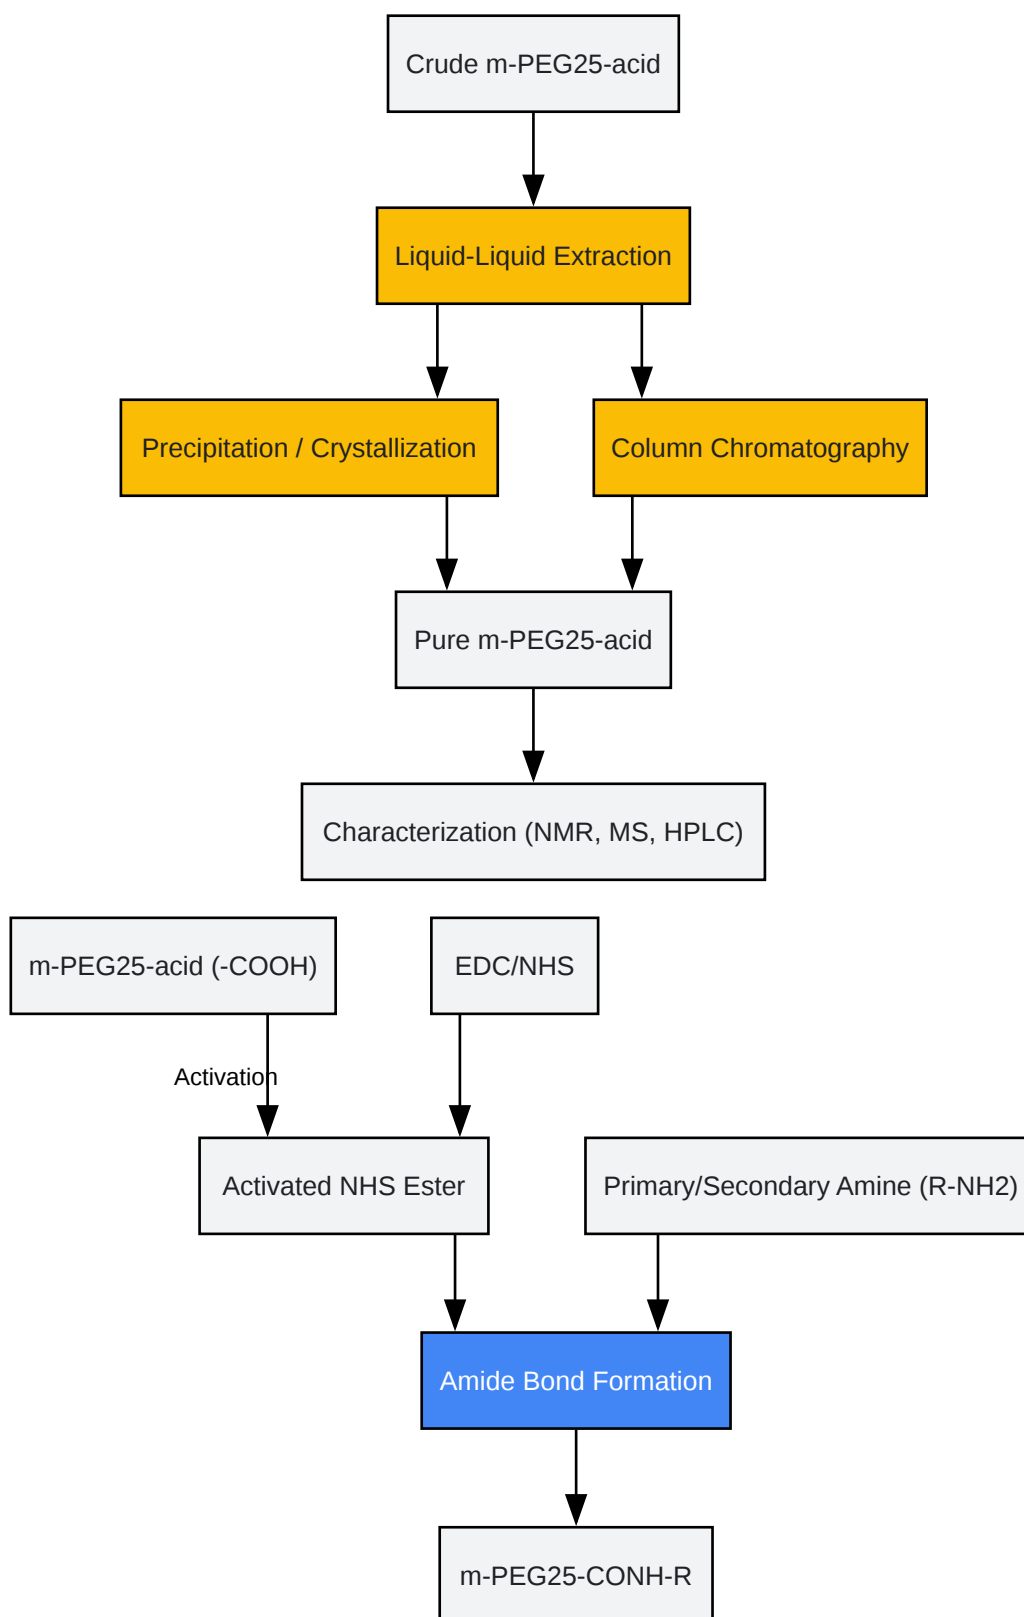 Crude m-PEG25-acid
Liquid-Liquid Extraction
Precipitation / Crystallization
Column Chromatography
Pure m-PEG25-acid
Characterization (NMR, MS, HPLC)
m-PEG25-acid (-COOH)
EDC/NHS
Activation
Activated NHS Ester
Primary/Secondary Amine (R-NH2)
Amide Bond Formation
m-PEG25-CONH-R